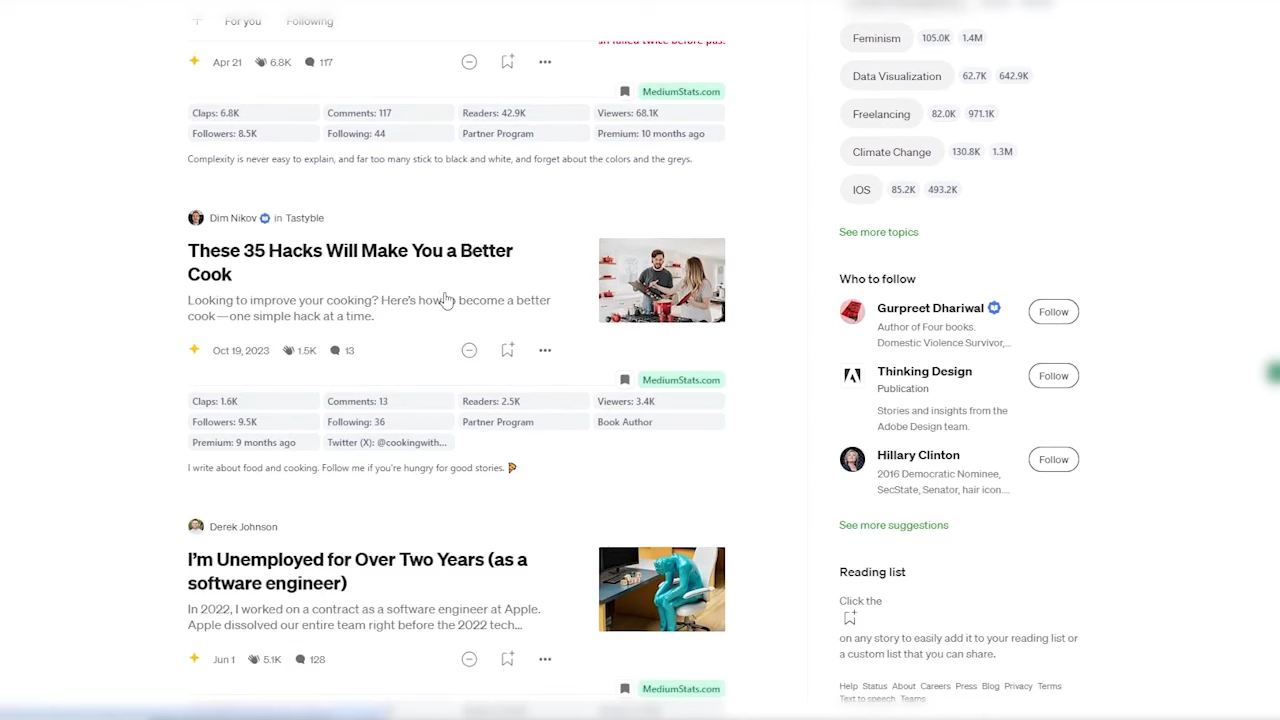 For you Following
Apr 21 6.8K 117
MediumStats.com
Claps: 6.8K Comments: 117 Readers: 42.9K Viewers: 68.1K
Followers: 8.5K Following: 44 Partner Program Premium: 10 months ago
Complexity is never easy to explain, and far too many stick to black and white, and forget about the colors and the greys.
Dim Nikov in Tastyble
These 35 Hacks Will Make You a Better
Cook
Looking to improve your cooking? Here's how become a better
cook—one simple hack at a time.
Oct 19, 2023 1.5K 13
MediumStats.com
Claps: 1.6K Comments: 13 Readers: 2.5K Viewers: 3.4K
Followers: 9.5K Following: 36 Partner Program Book Author
Premium: 9 months ago Twitter (X): @cookingwith...
I write about food and cooking. Follow me if you're hungry for good stories.
Derek Johnson
I'm Unemployed for Over Two Years (as a
software engineer)
In 2022, I worked on a contract as a software engineer at Apple.
Apple dissolved our entire team right before the 2022 tech...
Jun 1 5.1K 128
MediumStats.com
Feminism 105.0K 1.4M
Data Visualization 62.7K 642.9K
Freelancing 82.0K 971.1K
Climate Change 130.8K 1.3M
IOS 85.2K 493.2K
See more topics
Who to follow
Gurpreet Dhariwal Follow
Author of Four books.
Domestic Violence Survivor,...
Thinking Design Follow
Publication
Stories and insights from the
Adobe Design team.
Hillary Clinton Follow
2016 Democratic Nominee,
SecState, Senator, hair icon....
See more suggestions
Reading list
Click the
on any story to easily add it to your reading list or
a custom list that you can share.
Help Status About Careers Press Blog Privacy Terms
Text to speech Teams